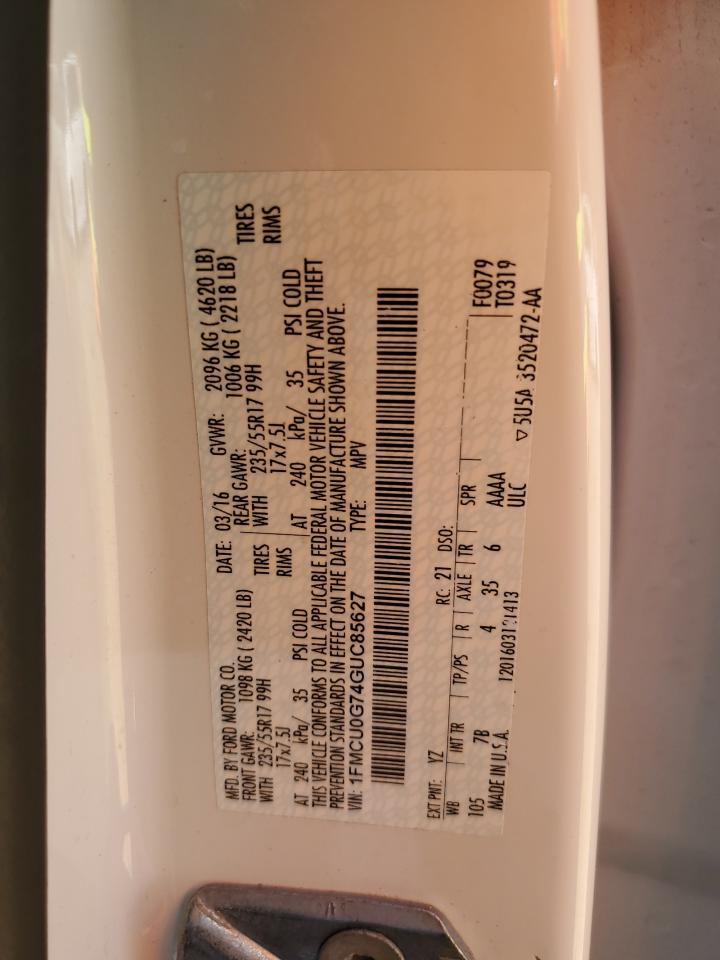 MFD. BY FORD MOTOR CO. DATE: 03/16 GVWR: 2096 KG ( 4620 LB)
FRONT GAWR: 1098 KG ( 2420 LB) REAR GAWR: 1006 KG ( 2218 LB)
WITH 235/55R17 99H TIRES WITH 235/55R17 99H TIRES
17x7.5J RIMS 17x7.5J RIMS
AT 240 kPa/ 35 PSI COLD AT 240 kPa/ 35 PSI COLD
THIS VEHICLE CONFORMS TO ALL APPLICABLE FEDERAL MOTOR VEHICLE SAFETY AND THEFT
PREVENTION STANDARDS IN EFFECT ON THE DATE OF MANUFACTURE SHOWN ABOVE.
VIN: 1FMCU0G74GUC85627 TYPE: MPV
EXT PNT: YZ RC: 21 DSO:
WB INT TR TP/PS R AXLE TR SPR F0079
105 7B 4 35 6 AAAA T0319
MADE IN U.S.A. ULC
▽ 5U5A 3520472-AA